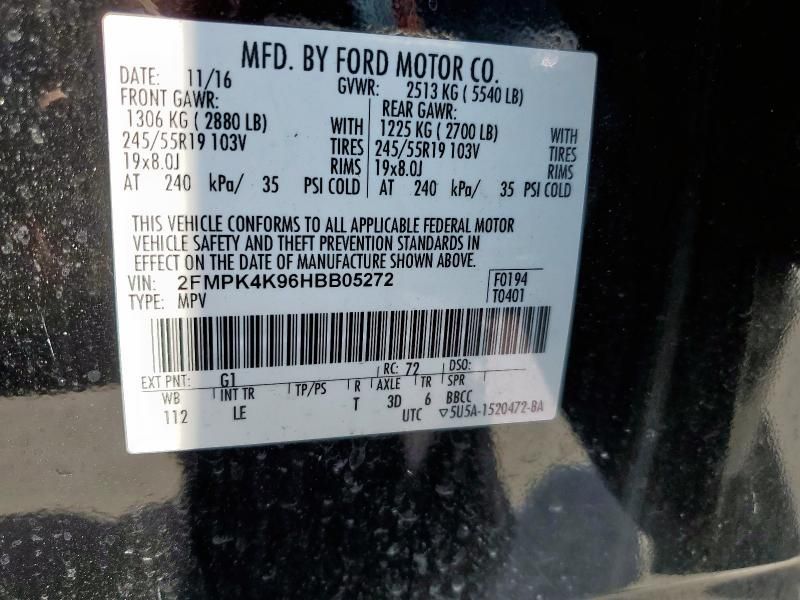 MFD. BY FORD MOTOR CO.
DATE: 11/16 GVWR: 2513 KG ( 5540 LB)
FRONT GAWR: REAR GAWR:
1306 KG ( 2880 LB) WITH 1225 KG ( 2700 LB) WITH
245/55R19 103V TIRES 245/55R19 103V TIRES
19x8.0J RIMS 19x8.0J RIMS
AT 240 kPa/ 35 PSI COLD AT 240 kPa/ 35 PSI COLD
THIS VEHICLE CONFORMS TO ALL APPLICABLE FEDERAL MOTOR
VEHICLE SAFETY AND THEFT PREVENTION STANDARDS IN
EFFECT ON THE DATE OF MANUFACTURE SHOWN ABOVE.
VIN: 2FMPK4K96HBB05272 F0194
TYPE: MPV T0401
EXT PNT: G1 RC: 72 DSO:
WB INT TR TP/PS R AXLE TR SPR
112 LE T 3D 6 BBCC
UTC ▽5U5A-1520472-BA